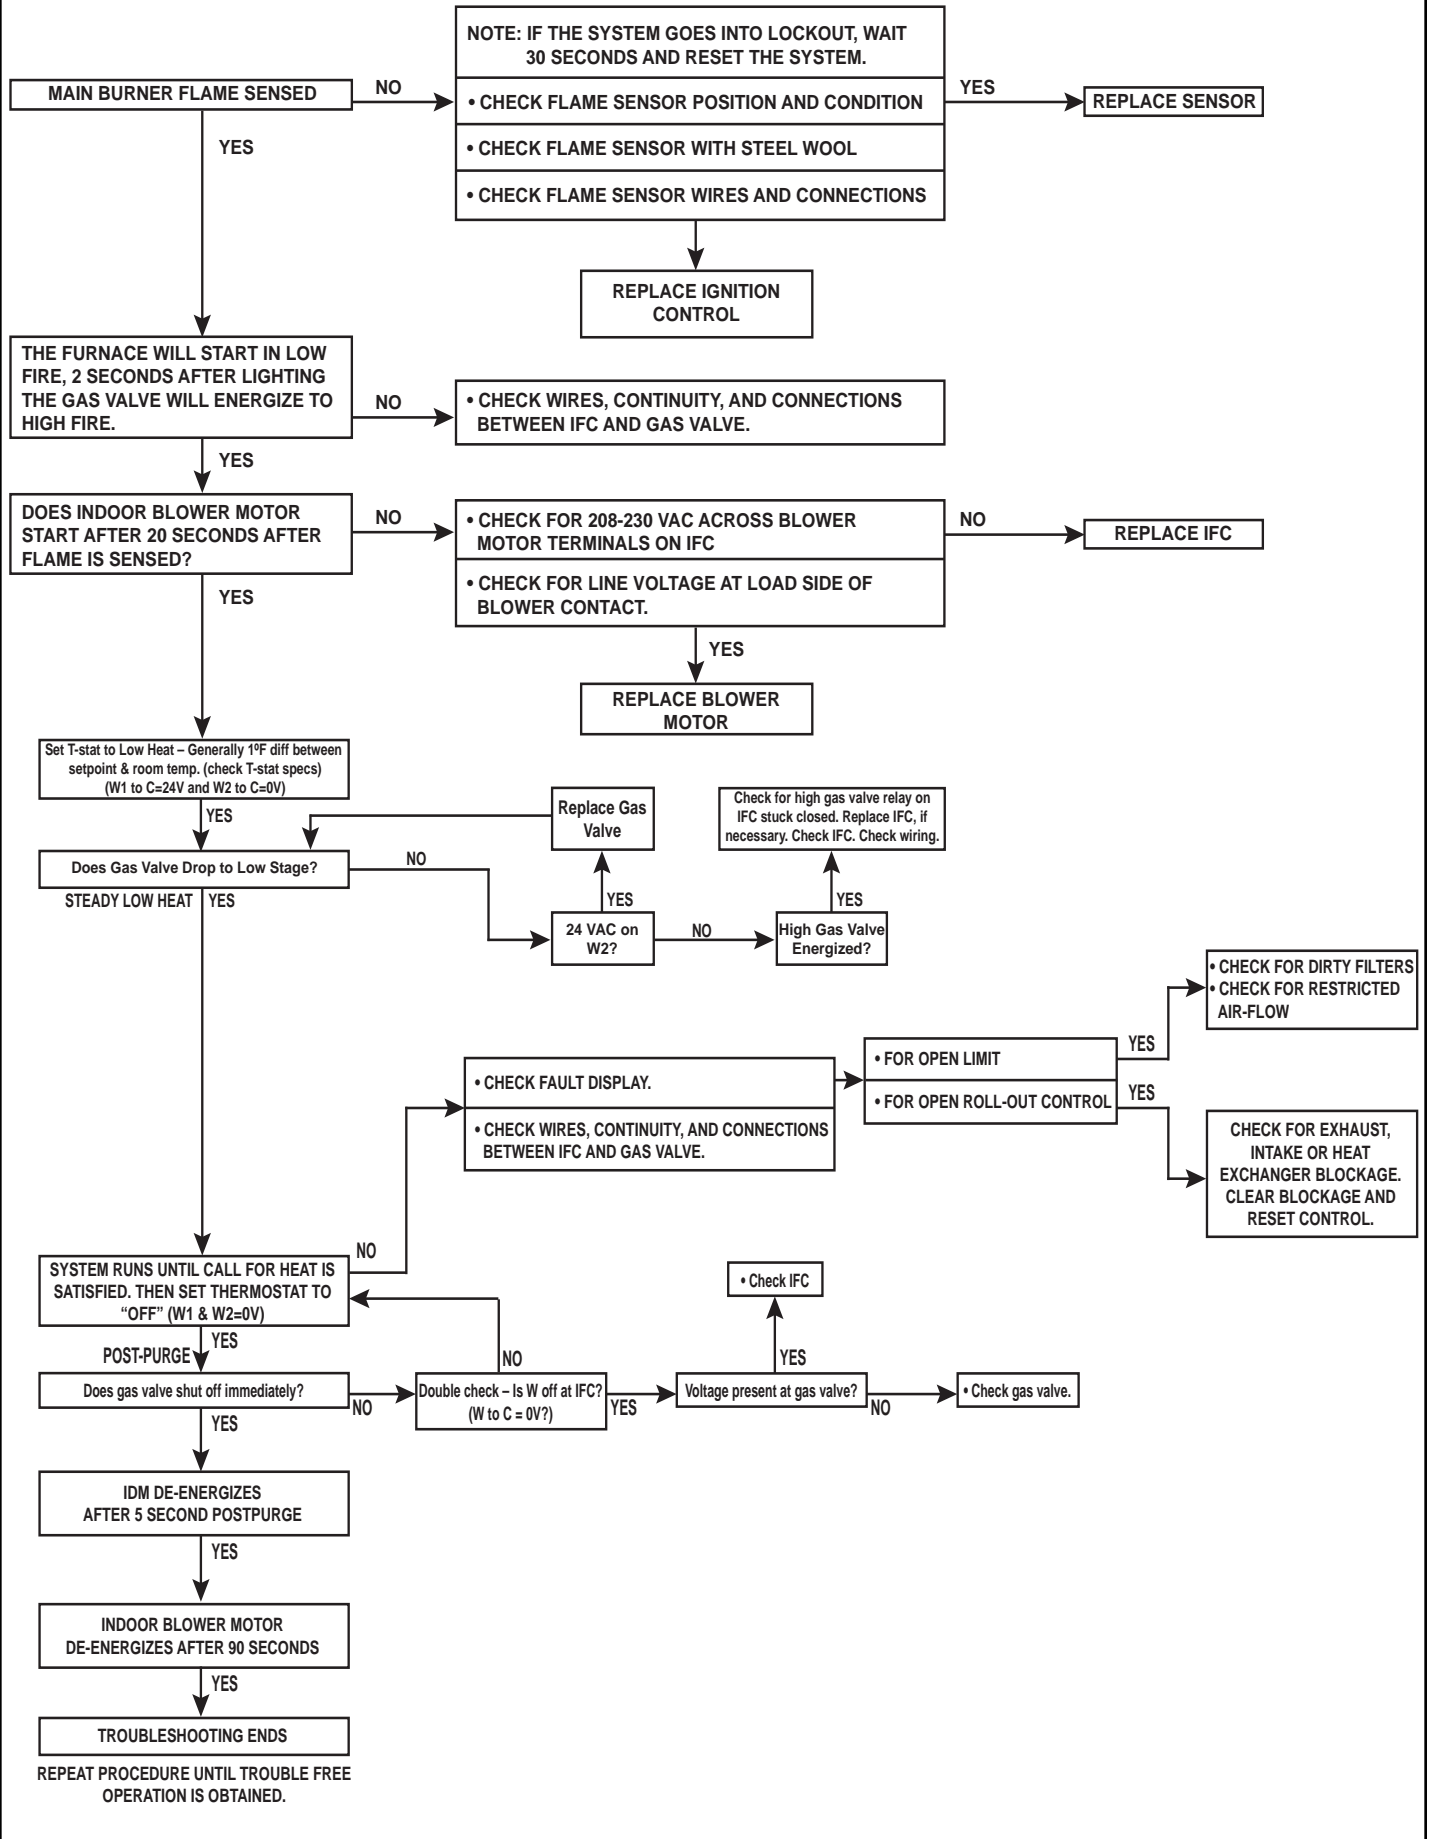 NOTE: IF THE SYSTEM GOES INTO LOCKOUT, WAIT
30 SECONDS AND RESET THE SYSTEM.
MAIN BURNER FLAME SENSED
NO
• CHECK FLAME SENSOR POSITION AND CONDITION
YES
REPLACE SENSOR
YES
• CHECK FLAME SENSOR WITH STEEL WOOL
• CHECK FLAME SENSOR WIRES AND CONNECTIONS
REPLACE IGNITION
CONTROL
THE FURNACE WILL START IN LOW
FIRE, 2 SECONDS AFTER LIGHTING
THE GAS VALVE WILL ENERGIZE TO
HIGH FIRE.
NO
• CHECK WIRES, CONTINUITY, AND CONNECTIONS
BETWEEN IFC AND GAS VALVE.
YES
DOES INDOOR BLOWER MOTOR
START AFTER 20 SECONDS AFTER
FLAME IS SENSED?
NO
• CHECK FOR 208-230 VAC ACROSS BLOWER
MOTOR TERMINALS ON IFC
NO
REPLACE IFC
• CHECK FOR LINE VOLTAGE AT LOAD SIDE OF
BLOWER CONTACT.
YES
YES
REPLACE BLOWER
MOTOR
Set T-stat to Low Heat – Generally 1ºF diff between
setpoint & room temp. (check T-stat specs)
(W1 to C=24V and W2 to C=0V)
YES
Replace Gas
Valve
Check for high gas valve relay on
IFC stuck closed. Replace IFC, if
necessary. Check IFC. Check wiring.
Does Gas Valve Drop to Low Stage?
NO
STEADY LOW HEAT
YES
YES
YES
24 VAC on
W2?
NO
High Gas Valve
Energized?
• CHECK FOR DIRTY FILTERS
• CHECK FOR RESTRICTED
AIR-FLOW
• CHECK FAULT DISPLAY.
• CHECK WIRES, CONTINUITY, AND CONNECTIONS
BETWEEN IFC AND GAS VALVE.
• FOR OPEN LIMIT
YES
• FOR OPEN ROLL-OUT CONTROL
YES
CHECK FOR EXHAUST,
INTAKE OR HEAT
EXCHANGER BLOCKAGE.
CLEAR BLOCKAGE AND
RESET CONTROL.
NO
SYSTEM RUNS UNTIL CALL FOR HEAT IS
SATISFIED. THEN SET THERMOSTAT TO
“OFF” (W1 & W2=0V)
• Check IFC
YES
POST-PURGE
NO
YES
Does gas valve shut off immediately?
NO
Double check – Is W off at IFC?
(W to C = 0V?)
YES
Voltage present at gas valve?
NO
• Check gas valve.
YES
IDM DE-ENERGIZES
AFTER 5 SECOND POSTPURGE
YES
INDOOR BLOWER MOTOR
DE-ENERGIZES AFTER 90 SECONDS
YES
TROUBLESHOOTING ENDS
REPEAT PROCEDURE UNTIL TROUBLE FREE
OPERATION IS OBTAINED.